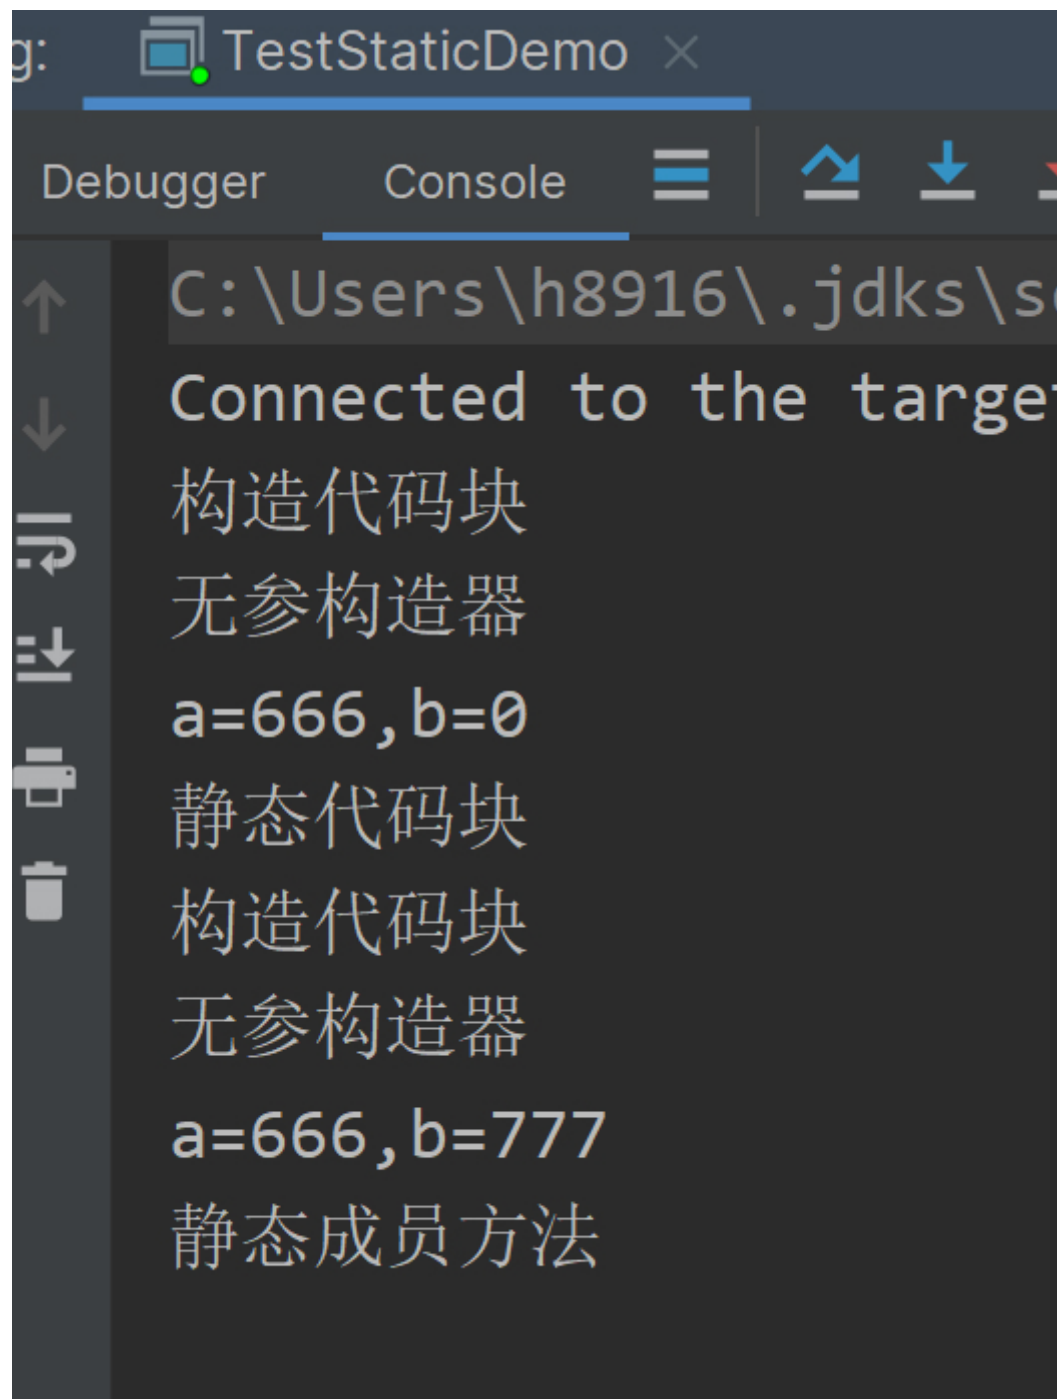 g:
TestStaticDemo
Debugger Console
C:\Users\h8916\.jdks\s
Connected to the targe
构造代码块
无参构造器
a=666,b=0
静态代码块
构造代码块
无参构造器
a=666,b=777
静态成员方法